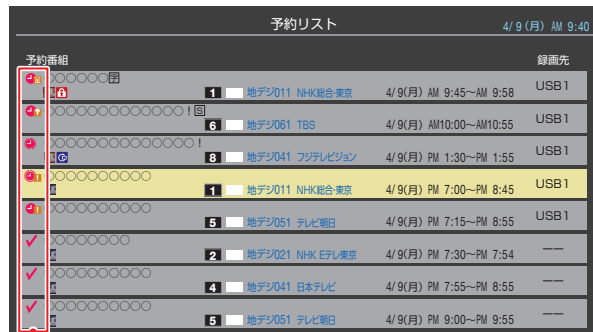 予約リスト
4/ 9 (月) AM 9:40
予約番組 録画先
○○○○○○字
1 地デジ011 NHK総合・東京 4/ 9(月) AM 9:45～AM 9:58 USB1
○○○○○○○○○○○○○！S
6 地デジ061 TBS 4/ 9(月) AM10:00～AM10:55 USB1
○○○○○○○○○○○○○○！
8 地デジ041 フジテレビジョン 4/ 9(月) PM 1:30～PM 1:55 USB1
○○○○○○○○○○
1 地デジ011 NHK総合・東京 4/ 9(月) PM 7:00～PM 8:45 USB1
○○○○○○○○○○
5 地デジ051 テレビ朝日 4/ 9(月) PM 7:15～PM 8:55 USB1
○○○○○○○○
2 地デジ021 NHK Eテレ東京 4/ 9(月) PM 7:30～PM 7:54 ——
○○○○○○○○○○
4 地デジ041 日本テレビ 4/ 9(月) PM 7:55～PM 8:55 ——
○○○○○○○○○○
5 地デジ051 テレビ朝日 4/ 9(月) PM 9:00～PM 9:55 ——